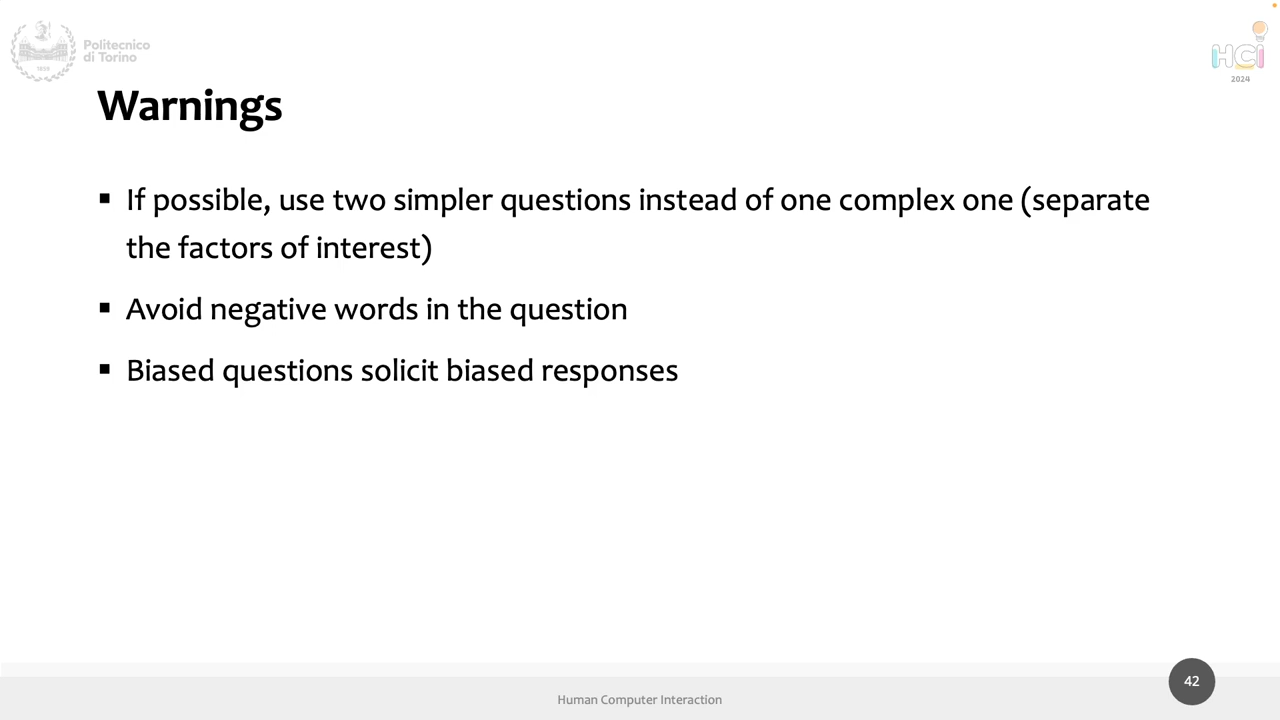 Politecnico
di Torino
1859
HCI
2024
Warnings
▪ If possible, use two simpler questions instead of one complex one (separate
the factors of interest)
▪ Avoid negative words in the question
▪ Biased questions solicit biased responses
42
Human Computer Interaction